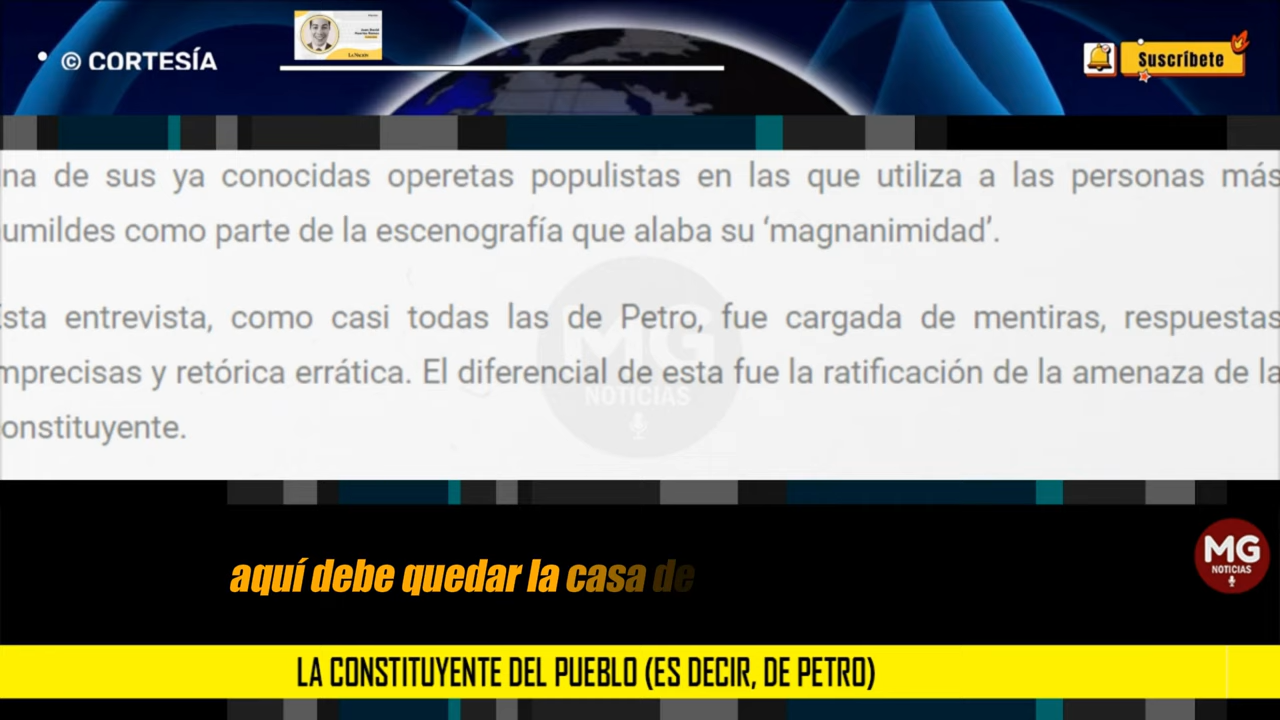 © CORTESÍA
Suscríbete
na de sus ya conocidas operetas populistas en las que utiliza a las personas más
umildes como parte de la escenografía que alaba su ‘magnanimidad’.
sta entrevista, como casi todas las de Petro, fue cargada de mentiras, respuestas
mprecisas y retórica errática. El diferencial de esta fue la ratificación de la amenaza de la
onstituyente.
MG
NOTICIAS
aquí debe quedar la casa de
MG
NOTICIAS
LA CONSTITUYENTE DEL PUEBLO (ES DECIR, DE PETRO)